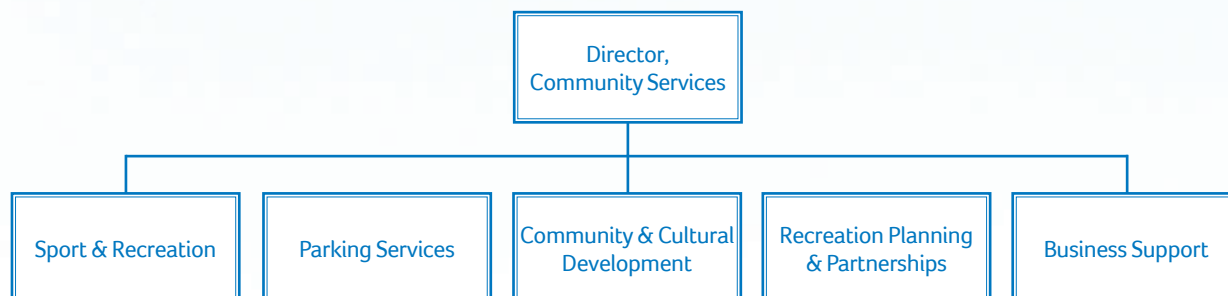 Director,
Community Services
Sport & Recreation
Parking Services
Community & Cultural
Development
Recreation Planning
& Partnerships
Business Support